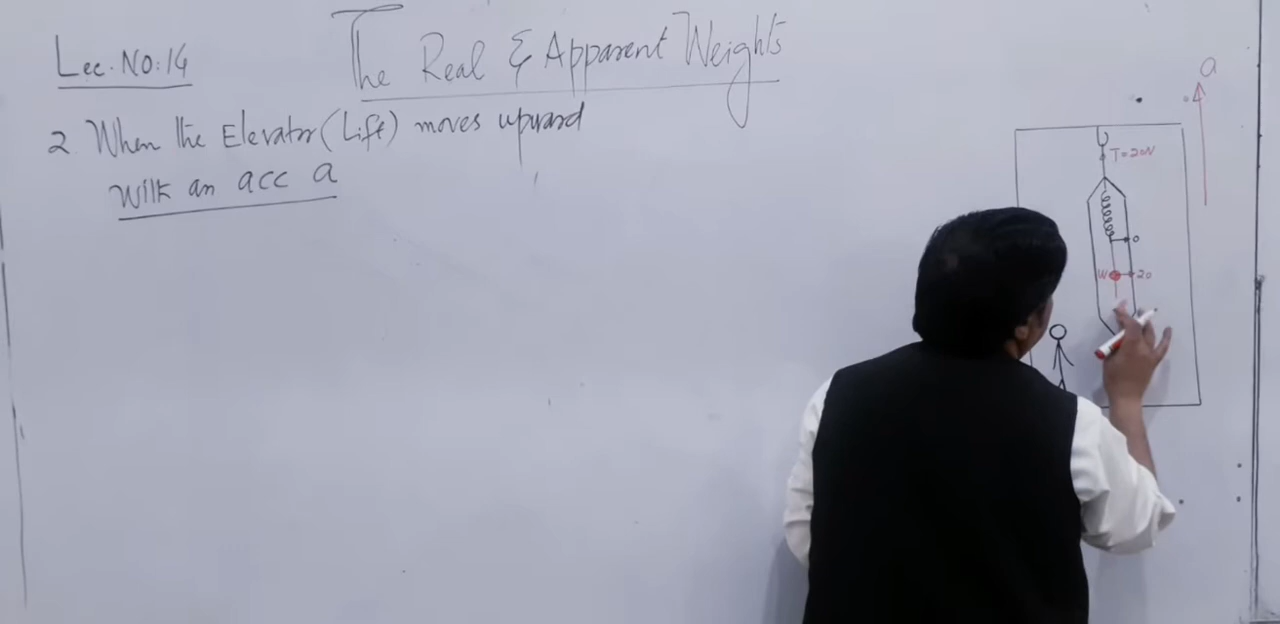 Lec. No: 14
The Real & Apparent Weights
2 When the Elevator (Lift) moves upward
with an acc a
a
T=20N
0
W 20